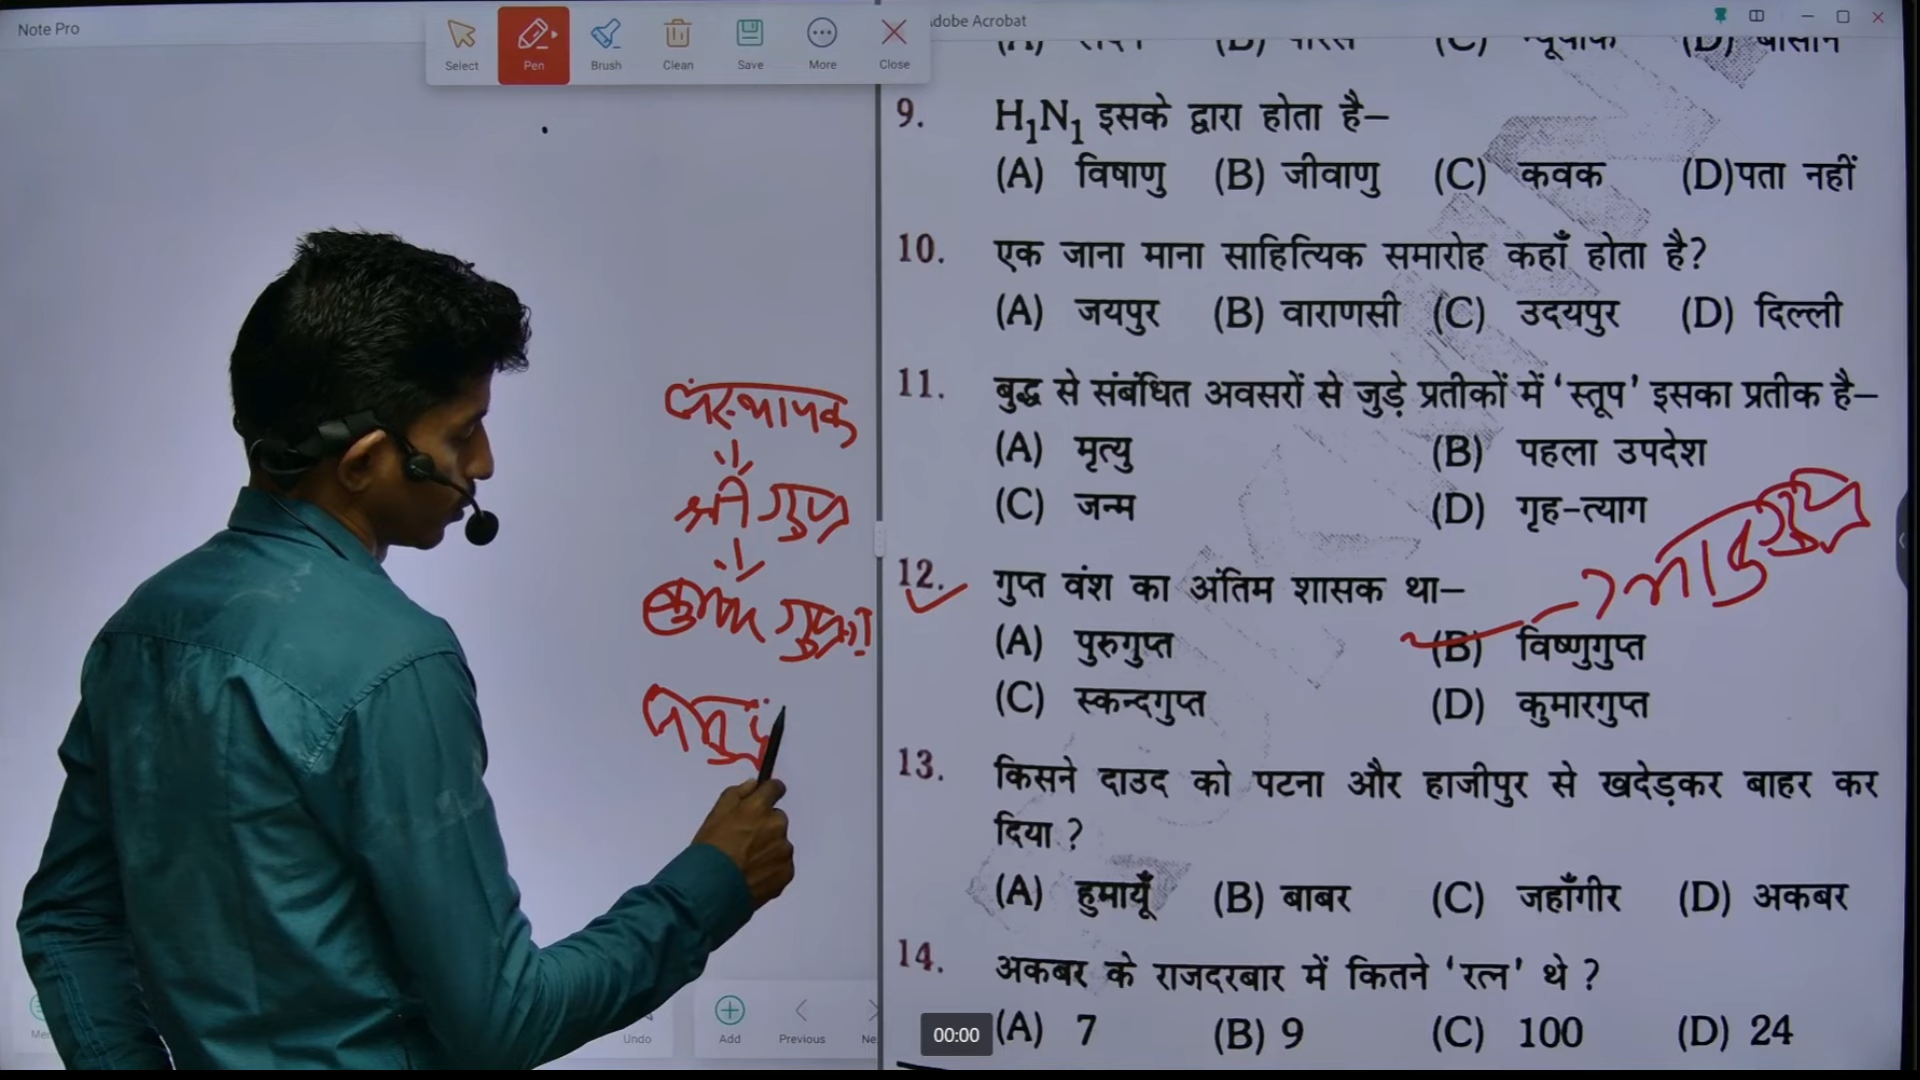 Note Pro
Select Pen Brush Clean Save More Close
Adobe Acrobat
9. H₁N₁ इसके द्वारा होता है–
(A) विषाणु (B) जीवाणु (C) कवक (D)पता नहीं
10. एक जाना माना साहित्यिक समारोह कहाँ होता है?
(A) जयपुर (B) वाराणसी (C) उदयपुर (D) दिल्ली
11. बुद्ध से संबंधित अवसरों से जुड़े प्रतीकों में ‘स्तूप’ इसका प्रतीक है–
(A) मृत्यु (B) पहला उपदेश
(C) जन्म (D) गृह-त्याग
12. गुप्त वंश का अंतिम शासक था–
(A) पुरुगुप्त (B) विष्णुगुप्त
(C) स्कन्दगुप्त (D) कुमारगुप्त
13. किसने दाउद को पटना और हाजीपुर से खदेड़कर बाहर कर
दिया ?
(A) हुमायूँ (B) बाबर (C) जहाँगीर (D) अकबर
14. अकबर के राजदरबार में कितने ‘रत्न’ थे ?
(A) 7 (B) 9 (C) 100 (D) 24
संस्थापक
श्री गुप्त
Undo Add Previous
00:00